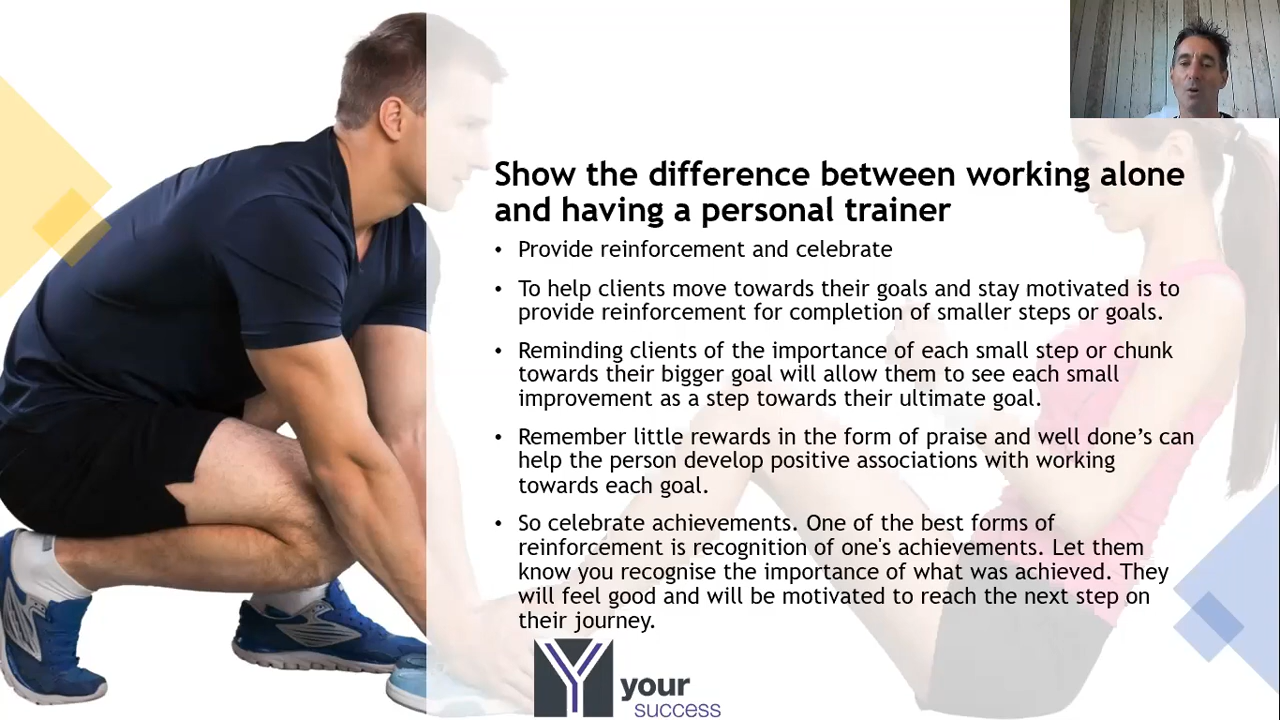 Show the difference between working alone
and having a personal trainer
• Provide reinforcement and celebrate
• To help clients move towards their goals and stay motivated is to
provide reinforcement for completion of smaller steps or goals.
• Reminding clients of the importance of each small step or chunk
towards their bigger goal will allow them to see each small
improvement as a step towards their ultimate goal.
• Remember little rewards in the form of praise and well done’s can
help the person develop positive associations with working
towards each goal.
• So celebrate achievements. One of the best forms of
reinforcement is recognition of one's achievements. Let them
know you recognise the importance of what was achieved. They
will feel good and will be motivated to reach the next step on
their journey.
Y your
success